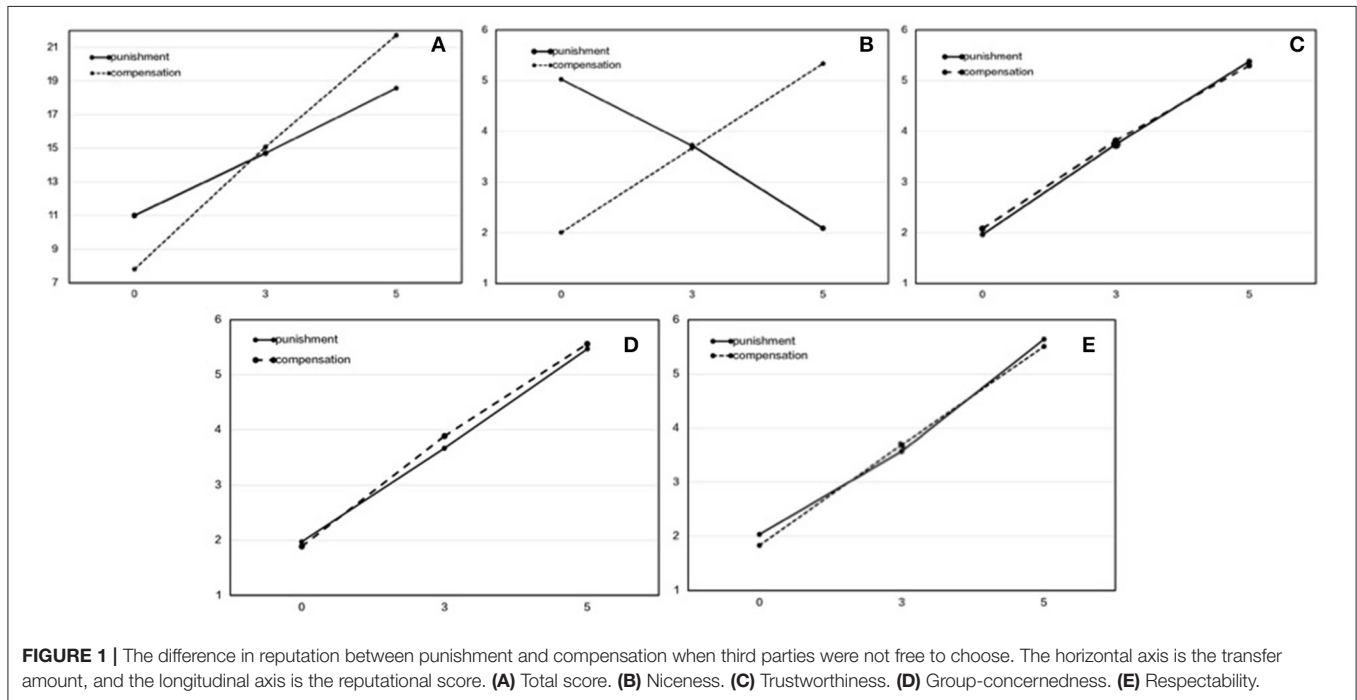 A
punishment
compensation
21
19
17
15
13
11
9
7
0 3 5
B
punishment
compensation
6
5
4
3
2
1
0 3 5
C
punishment
compensation
6
5
4
3
2
1
0 3 5
D
punishment
compensation
6
5
4
3
2
1
0 3 5
E
punishment
compensation
6
5
4
3
2
1
0 3 5
FIGURE 1 | The difference in reputation between punishment and compensation when third parties were not free to choose. The horizontal axis is the transfer
amount, and the longitudinal axis is the reputational score. (A) Total score. (B) Niceness. (C) Trustworthiness. (D) Group-concernedness. (E) Respectability.